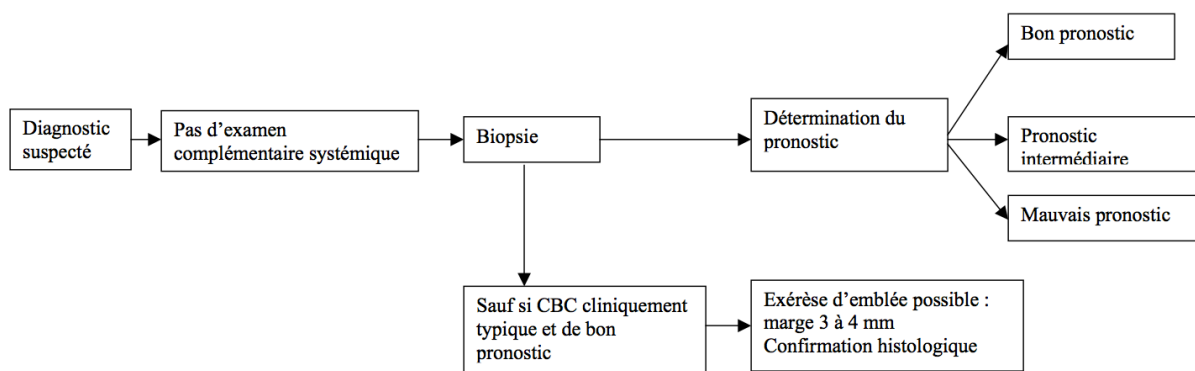 Bon pronostic
Diagnostic
suspecté
Pas d’examen
complémentaire systémique
Biopsie
Détermination du
pronostic
Pronostic
intermédiaire
Mauvais pronostic
Sauf si CBC cliniquement
typique et de bon
pronostic
Exérèse d’emblée possible :
marge 3 à 4 mm
Confirmation histologique